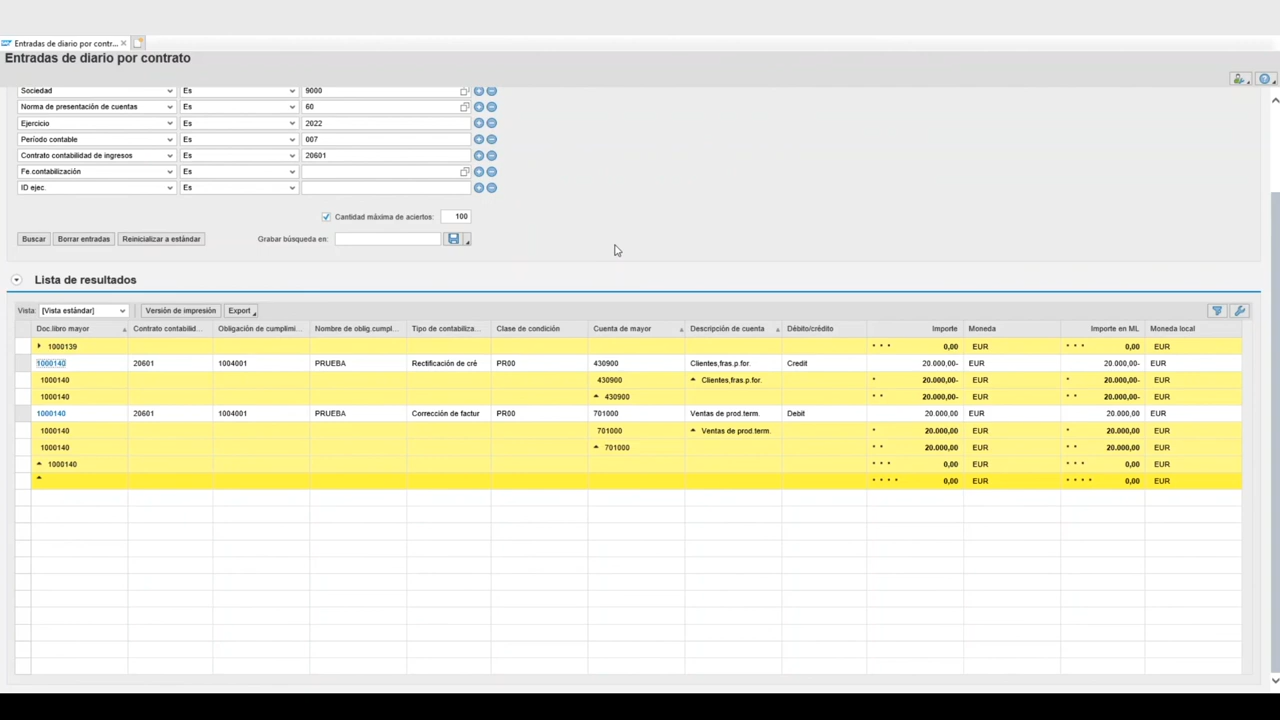 Entradas de diario por contr...
Entradas de diario por contrato
Sociedad Es 9000
Norma de presentación de cuentas Es 60
Ejercicio Es 2022
Período contable Es 007
Contrato contabilidad de ingresos Es 20601
Fe.contabilización Es
ID ejec. Es
Cantidad máxima de aciertos: 100
Buscar Borrar entradas Reinicializar a estándar Grabar búsqueda en:
Lista de resultados
Vista: [Vista estándar] Versión de impresión Export
Doc.libro mayor Contrato contabilid... Obligación de cumplimi... Nombre de oblig.cumpl... Tipo de contabiliza... Clase de condición Cuenta de mayor Descripción de cuenta Débito/crédito Importe Moneda Importe en ML Moneda local
1000139 * * * 0,00 EUR * * * 0,00 EUR
1000140 20601 1004001 PRUEBA Rectificación de cré PR00 430900 Clientes,fras.p.for. Credit 20.000,00- EUR 20.000,00- EUR
1000140 430900 Clientes,fras.p.for. * 20.000,00- EUR * 20.000,00- EUR
1000140 430900 * * 20.000,00- EUR * * 20.000,00- EUR
1000140 20601 1004001 PRUEBA Corrección de factur PR00 701000 Ventas de prod.term. Debit 20.000,00 EUR 20.000,00 EUR
1000140 701000 Ventas de prod.term. * 20.000,00 EUR * 20.000,00 EUR
1000140 701000 * * 20.000,00 EUR * * 20.000,00 EUR
1000140 * * * 0,00 EUR * * * 0,00 EUR
* * * * 0,00 EUR * * * * 0,00 EUR